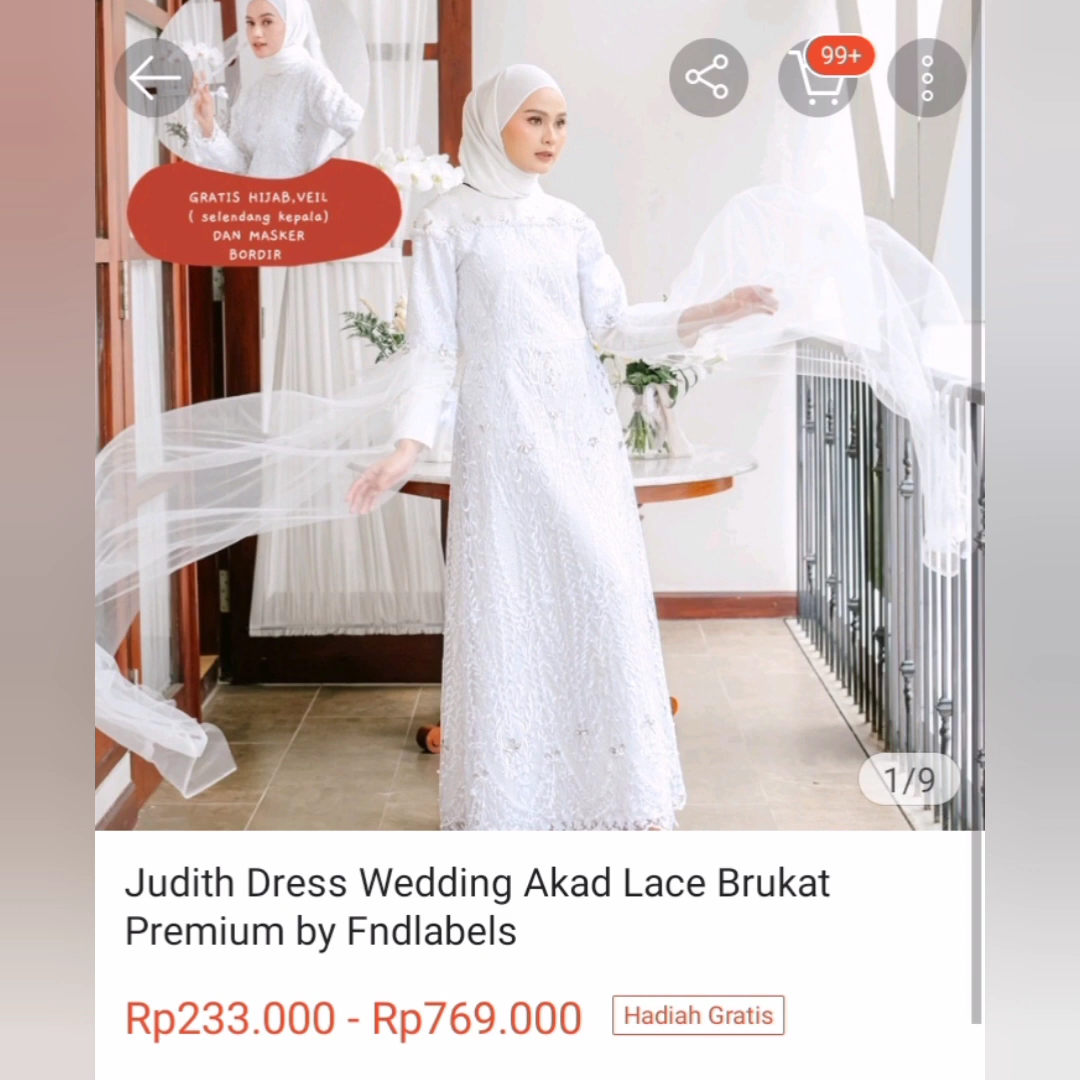 99+
GRATIS HIJAB,VEIL
( selendang kepala)
DAN MASKER
BORDIR
1/9
Judith Dress Wedding Akad Lace Brukat
Premium by Fndlabels
Rp233.000 - Rp769.000
Hadiah Gratis